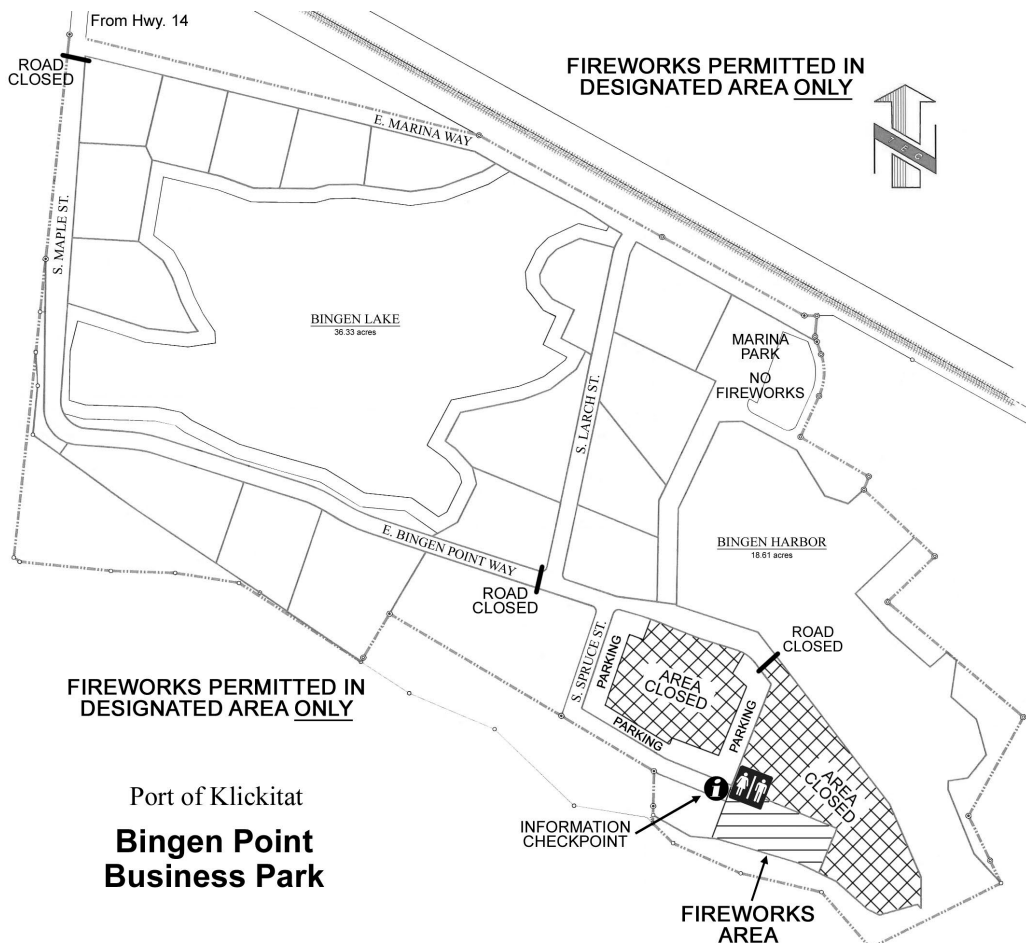 From Hwy. 14
ROAD
CLOSED
FIREWORKS PERMITTED IN
DESIGNATED AREA ONLY
TEC
E. MARINA WAY
S. MAPLE ST.
BINGEN LAKE
36.33 acres
MARINA
PARK
NO
FIREWORKS
S. LARCH ST.
E. BINGEN POINT WAY
BINGEN HARBOR
18.61 acres
ROAD
CLOSED
ROAD
CLOSED
S. SPRUCE ST.
PARKING
AREA
CLOSED
PARKING
PARKING
AREA
CLOSED
FIREWORKS PERMITTED IN
DESIGNATED AREA ONLY
i
INFORMATION
CHECKPOINT
Port of Klickitat
Bingen Point
Business Park
FIREWORKS
AREA